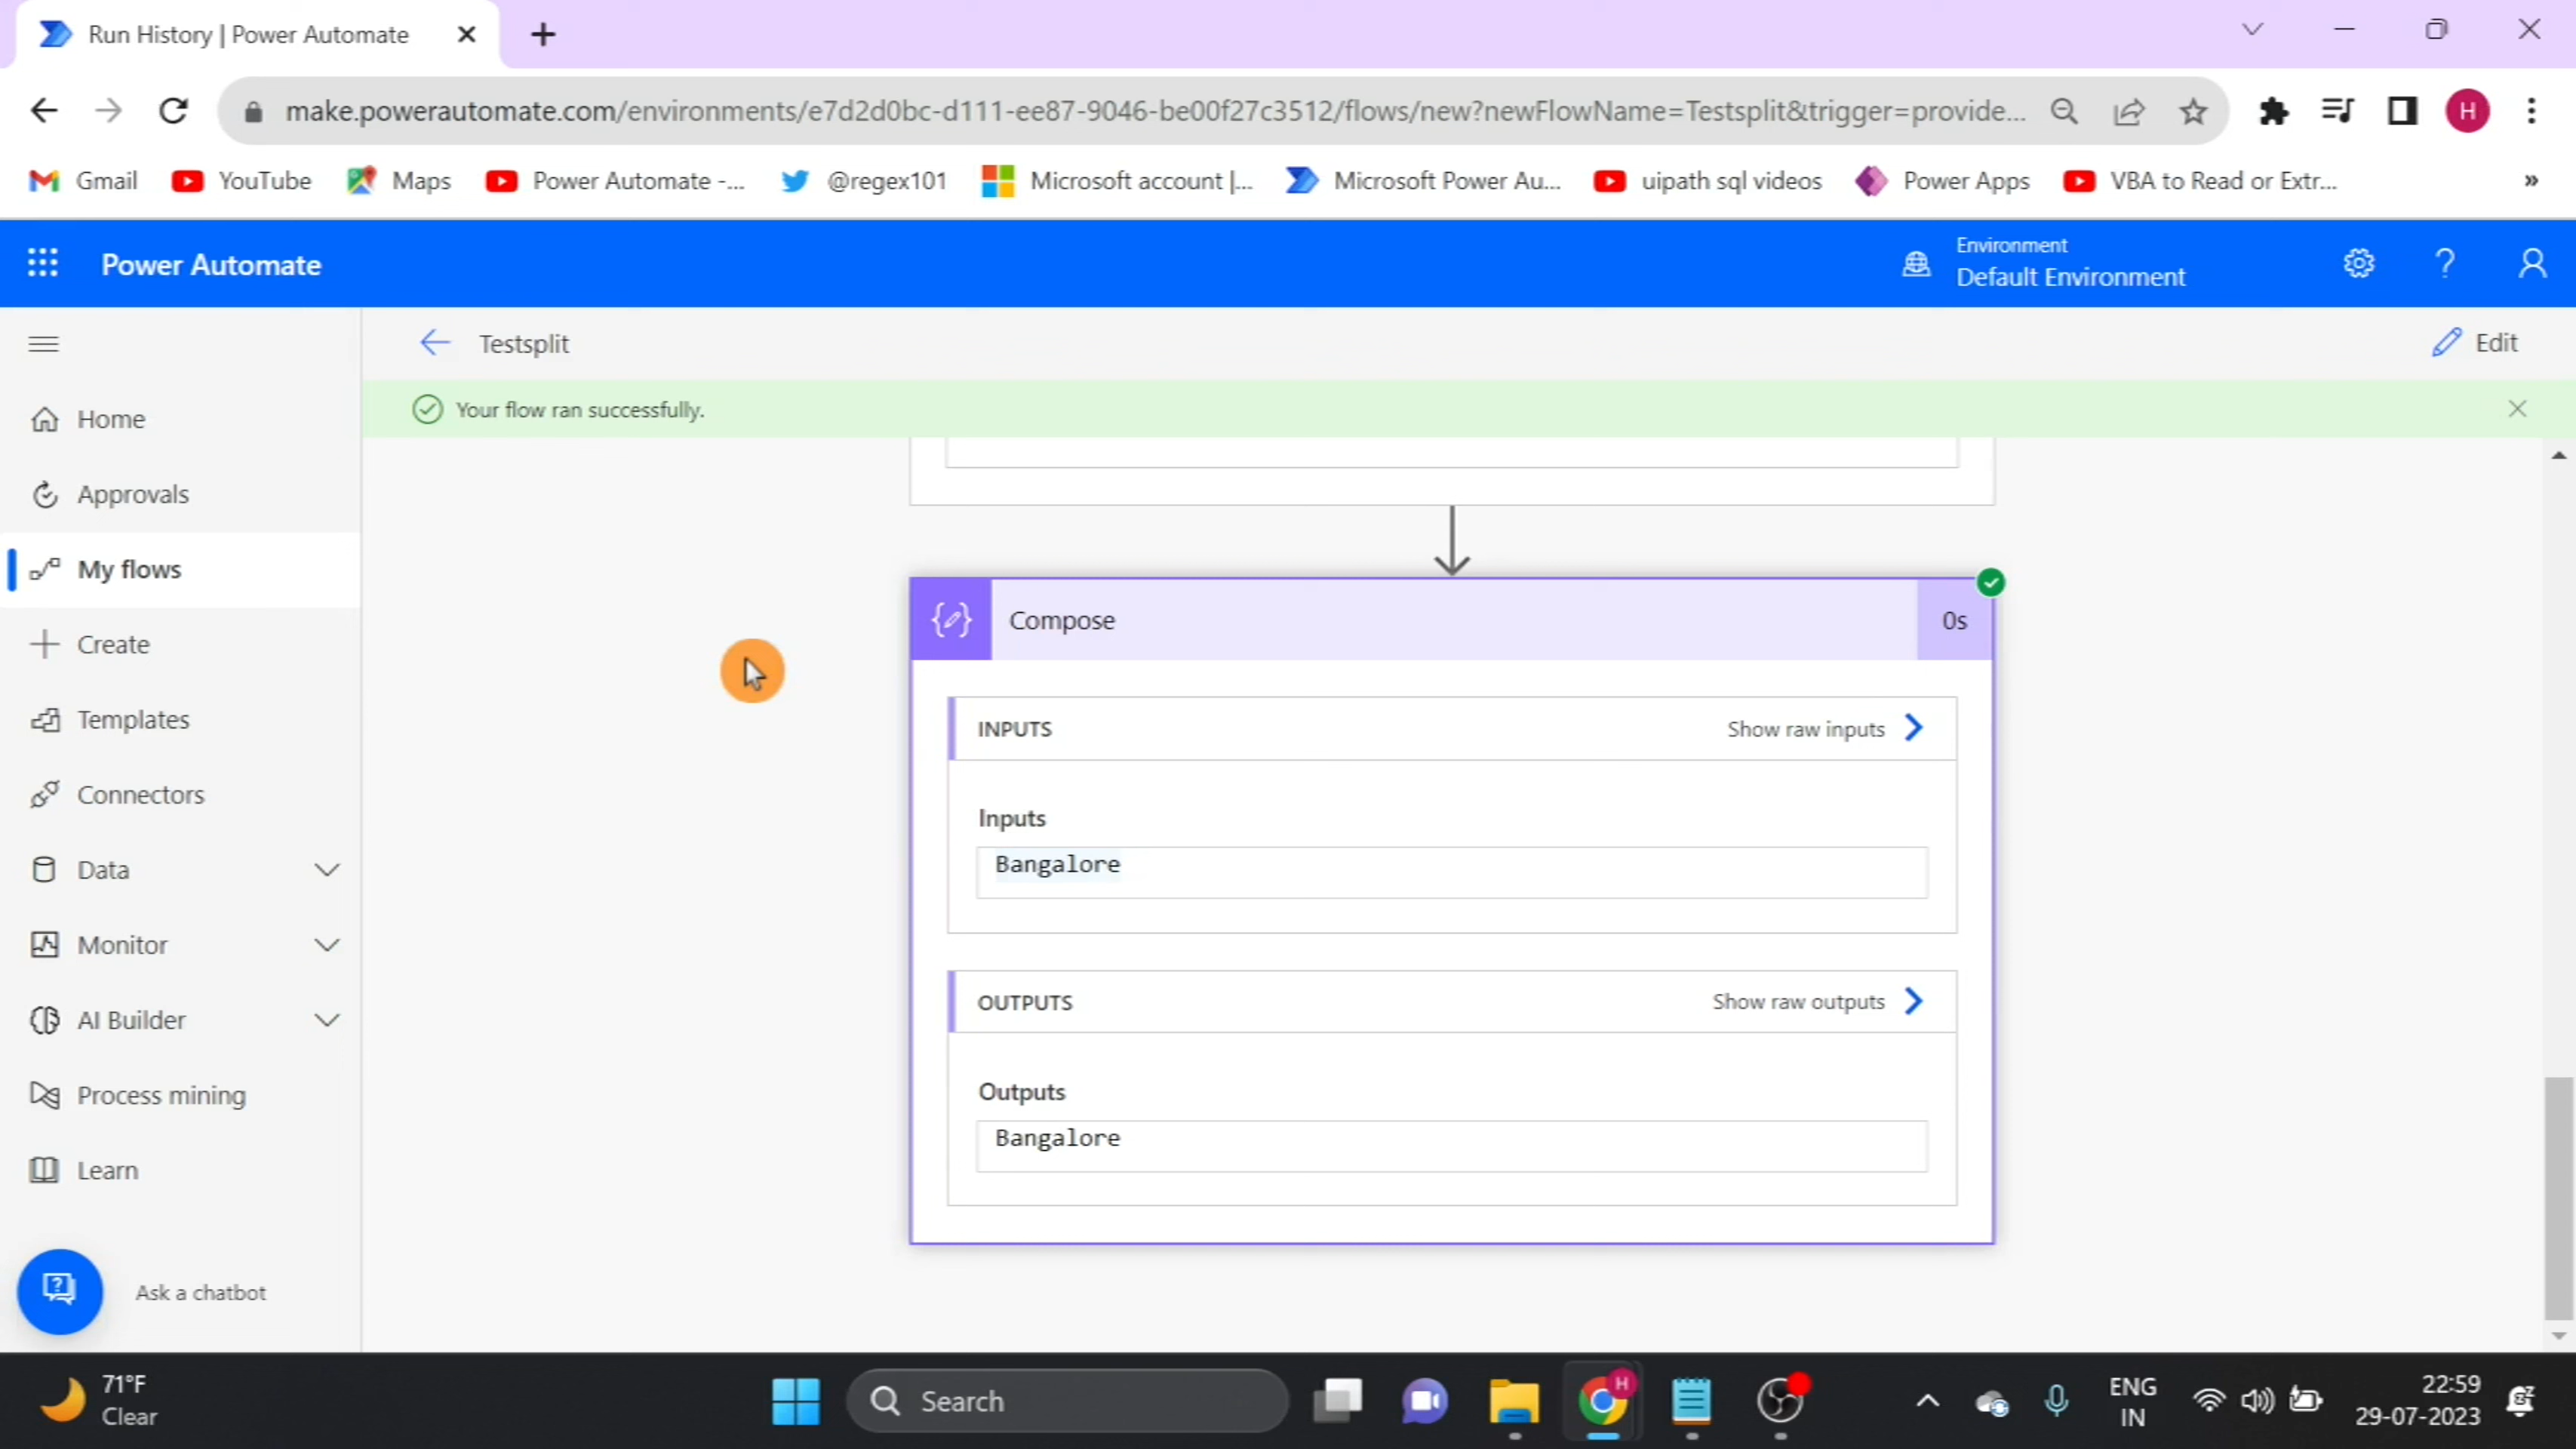 Run History | Power Automate
make.powerautomate.com/environments/e7d2d0bc-d111-ee87-9046-be00f27c3512/flows/new?newFlowName=Testsplit&trigger=provide...
H
Gmail
YouTube
Maps
Power Automate -...
@regex101
Microsoft account |...
Microsoft Power Au...
uipath sql videos
Power Apps
VBA to Read or Extr...
»
Power Automate
Environment
Default Environment
Testsplit
Edit
Your flow ran successfully.
Home
Approvals
My flows
Create
Templates
Connectors
Data
Monitor
AI Builder
Process mining
Learn
Ask a chatbot
Compose
0s
INPUTS
Show raw inputs
Inputs
Bangalore
OUTPUTS
Show raw outputs
Outputs
Bangalore
71°F
Clear
Search
H
ENG
IN
22:59
29-07-2023